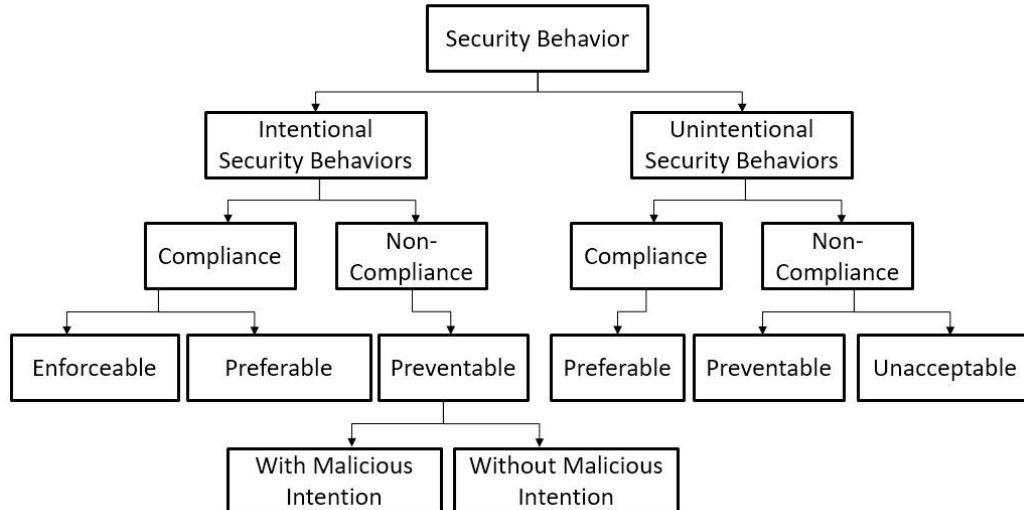 Security Behavior
Intentional
Security Behaviors
Unintentional
Security Behaviors
Compliance
Non-
Compliance
Compliance
Non-
Compliance
Enforceable
Preferable
Preventable
Preferable
Preventable
Unacceptable
With Malicious
Intention
Without Malicious
Intention